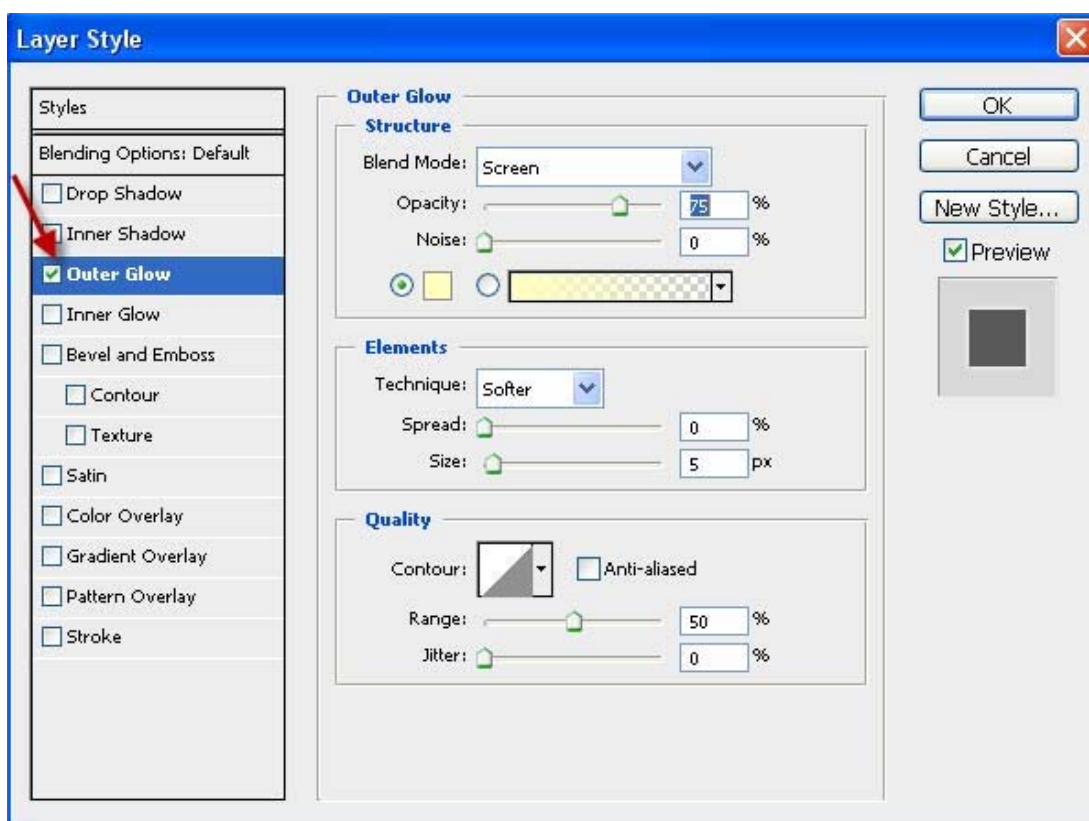 Layer Style
Styles
Blending Options: Default
Drop Shadow
Inner Shadow
Outer Glow
Inner Glow
Bevel and Emboss
Contour
Texture
Satin
Color Overlay
Gradient Overlay
Pattern Overlay
Stroke
Outer Glow
Structure
Blend Mode: Screen
Opacity: 75 %
Noise: 0 %
Elements
Technique: Softer
Spread: 0 %
Size: 5 px
Quality
Contour: Anti-aliased
Range: 50 %
Jitter: 0 %
OK
Cancel
New Style...
Preview